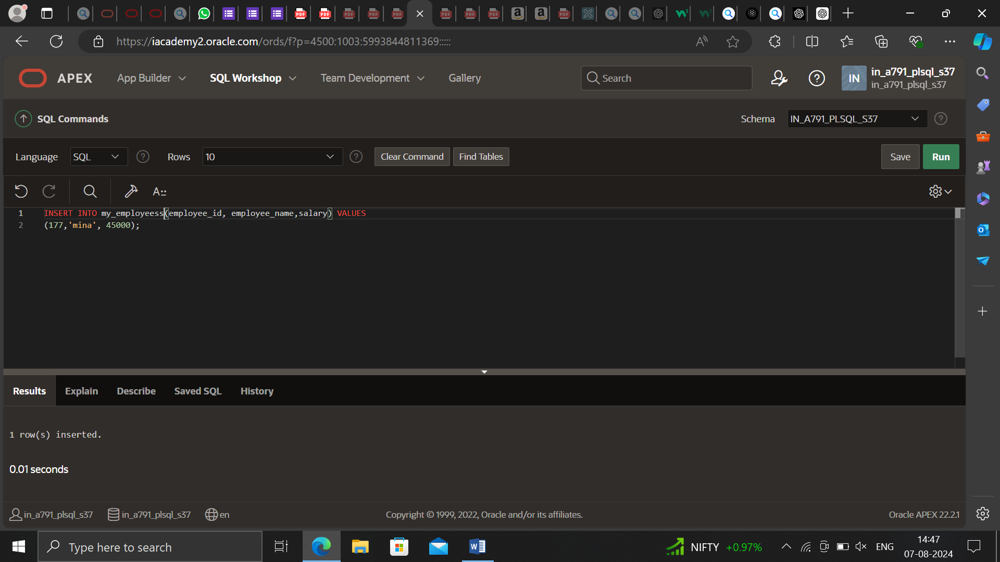 https://iacademy2.oracle.com/ords/f?p=4500:1003:5993844811369:::::
APEX App Builder SQL Workshop Team Development Gallery Search IN in_a791_plsql_s37
in_a791_plsql_s37
SQL Commands Schema IN_A791_PLSQL_S37
Language SQL Rows 10 Clear Command Find Tables Save Run
1 INSERT INTO my_employeess(employee_id, employee_name,salary) VALUES
2 (177,'mina', 45000);
Results Explain Describe Saved SQL History
1 row(s) inserted.
0.01 seconds
in_a791_plsql_s37 in_a791_plsql_s37 en Copyright © 1999, 2022, Oracle and/or its affiliates. Oracle APEX 22.2.1
Type here to search NIFTY +0.97% ENG 14:47
07-08-2024